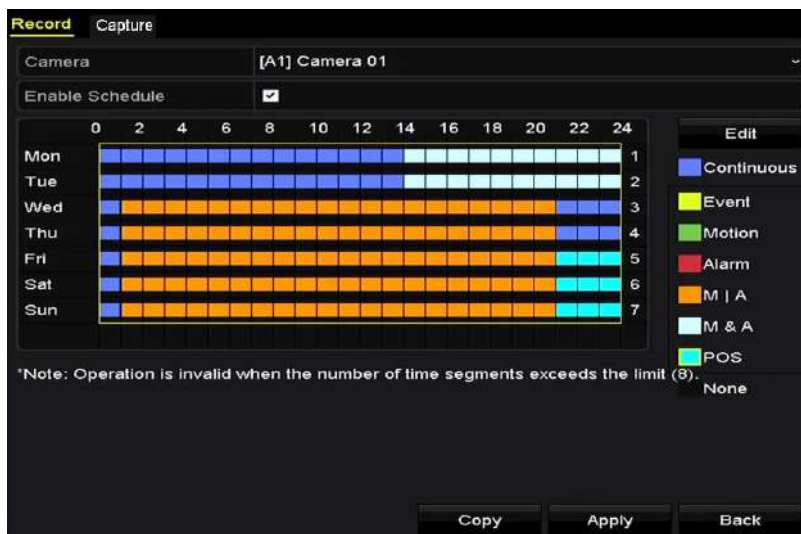 Record Capture
Camera [A1] Camera 01
Enable Schedule
0 2 4 6 8 10 12 14 16 18 20 22 24
Edit
Mon 1
Continuous
Tue 2
Wed 3
Event
Thu 4
Motion
Fri 5
Alarm
Sat 6
M | A
Sun 7
M & A
POS
*Note: Operation is invalid when the number of time segments exceeds the limit (8).
None
Copy Apply Back